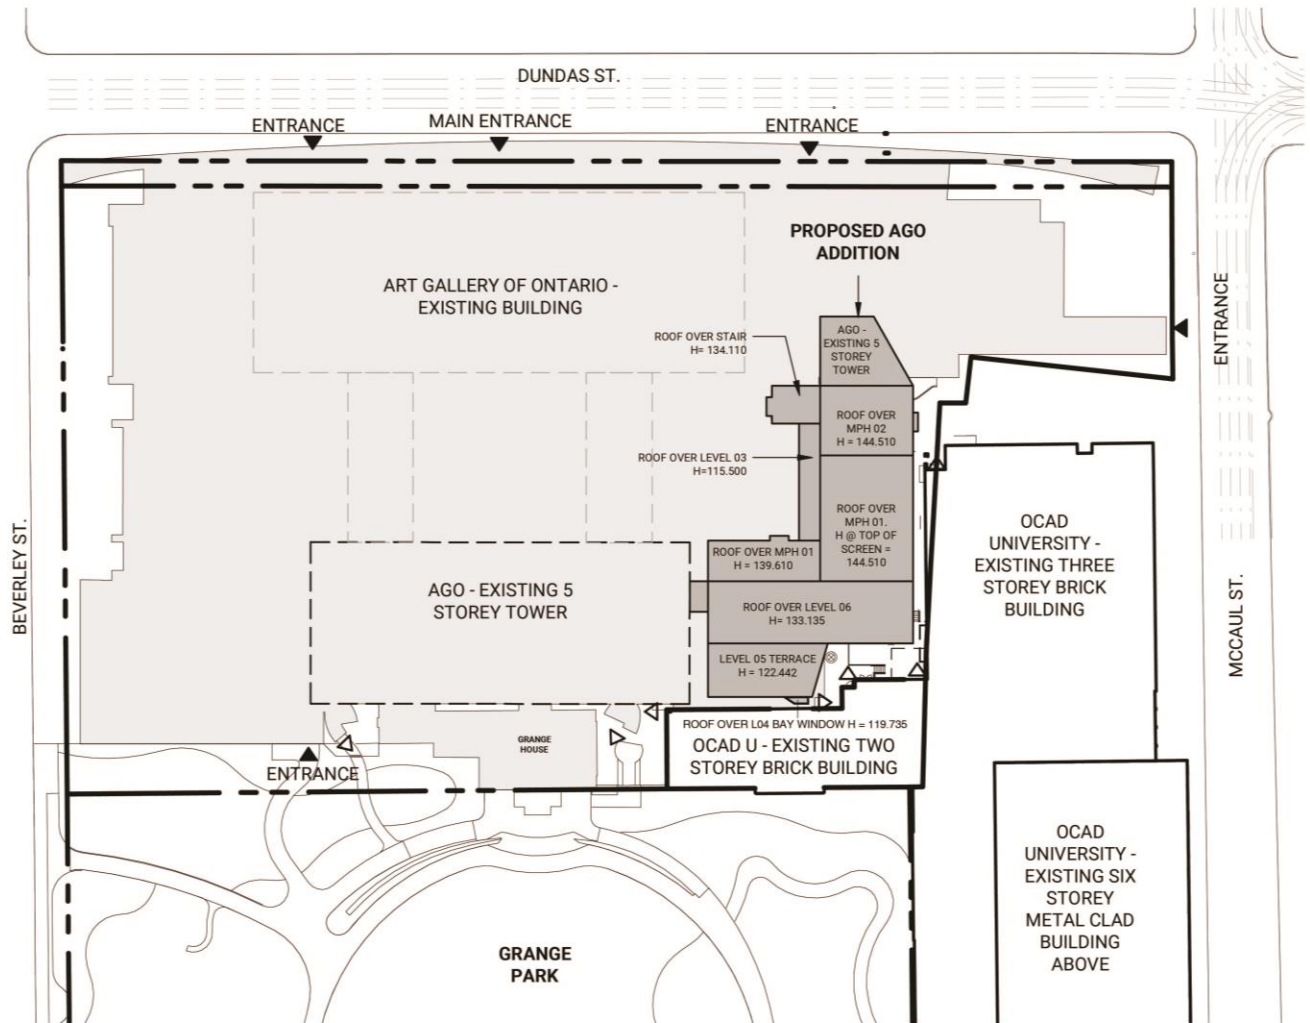 DUNDAS ST.
ENTRANCE
MAIN ENTRANCE
ENTRANCE
PROPOSED AGO
ADDITION
ART GALLERY OF ONTARIO -
EXISTING BUILDING
ROOF OVER STAIR
H= 134.110
AGO -
EXISTING 5
STOREY
TOWER
ENTRANCE
ROOF OVER
MPH 02
H = 144.510
ROOF OVER LEVEL 03
H=115.500
ROOF OVER
MPH 01.
H @ TOP OF
SCREEN =
144.510
OCAD
UNIVERSITY -
EXISTING THREE
STOREY BRICK
BUILDING
ROOF OVER MPH 01
H = 139.610
BEVERLEY ST.
AGO - EXISTING 5
STOREY TOWER
ROOF OVER LEVEL 06
H= 133.135
MCCAUL ST.
LEVEL 05 TERRACE
H = 122.442
ROOF OVER L04 BAY WINDOW H = 119.735
OCAD U - EXISTING TWO
STOREY BRICK BUILDING
GRANGE
HOUSE
ENTRANCE
OCAD
UNIVERSITY -
EXISTING SIX
STOREY
METAL CLAD
BUILDING
ABOVE
GRANGE
PARK